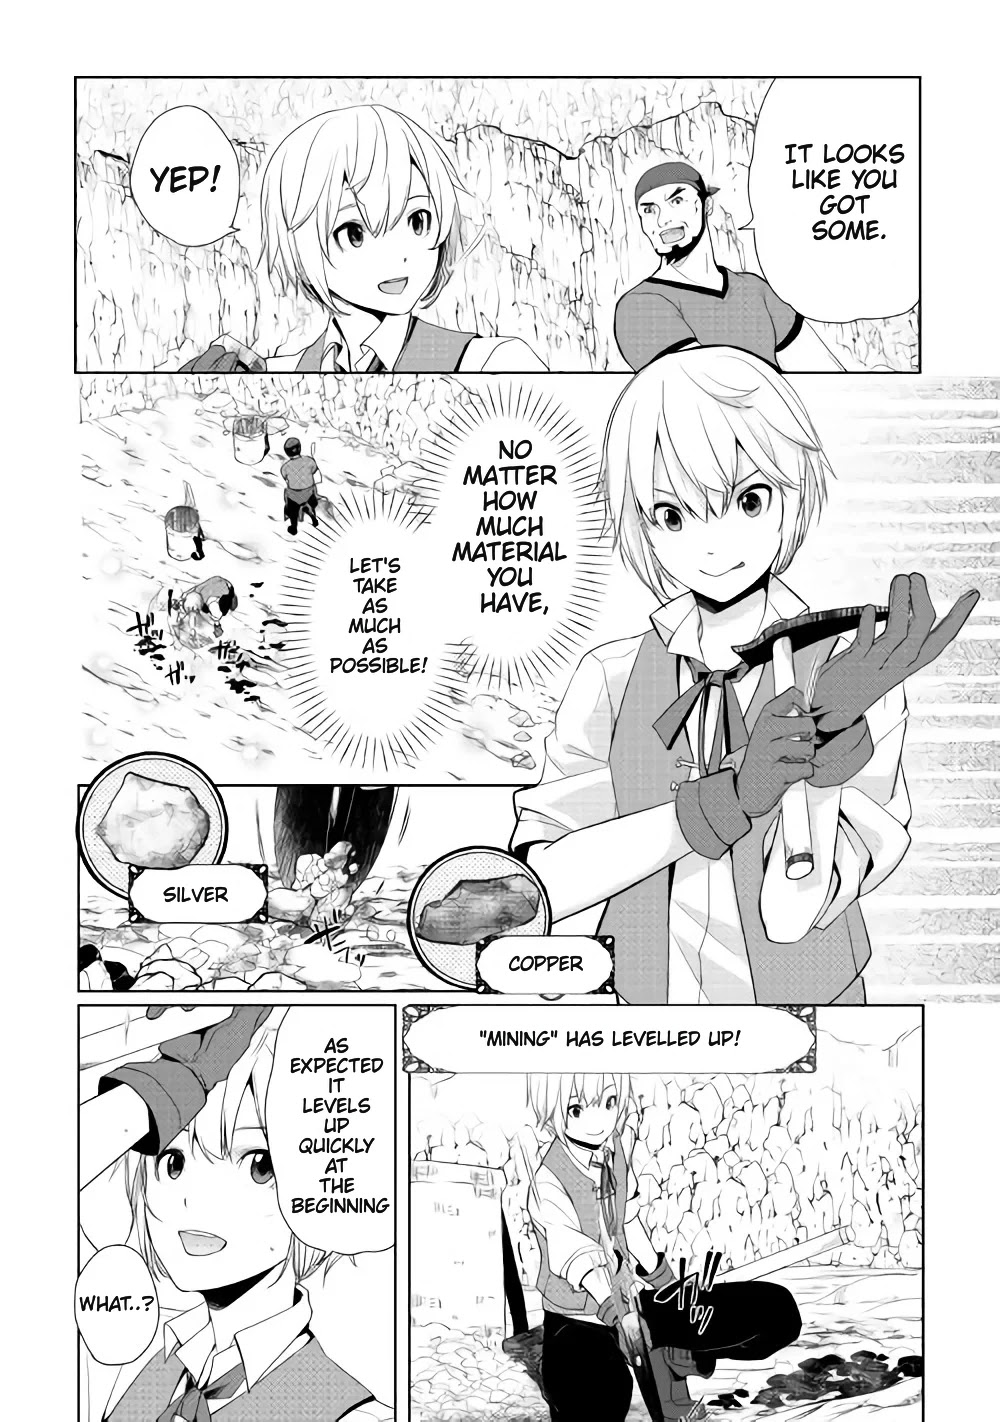 IT LOOKS
LIKE YOU
GOT
SOME.
YEP!
NO
MATTER
HOW
MUCH
MATERIAL
YOU
HAVE,
LET'S
TAKE
AS
MUCH
AS
POSSIBLE!
SILVER
COPPER
"MINING" HAS LEVELLED UP!
AS
EXPECTED
IT
LEVELS
UP
QUICKLY
AT
THE
BEGINNING
WHAT..?